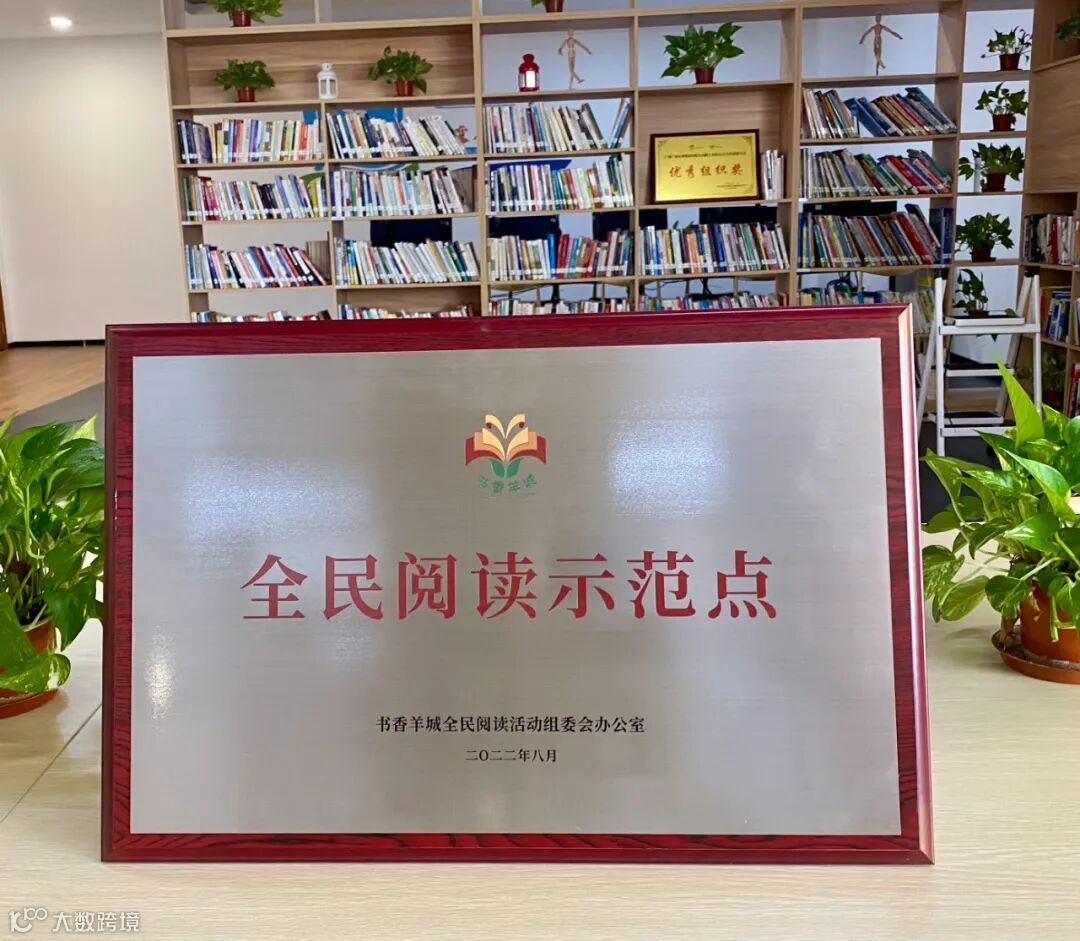 优秀组织奖
书香羊城
全民阅读示范点
书香羊城全民阅读活动组委会办公室
二〇二二年八月
大数跨境